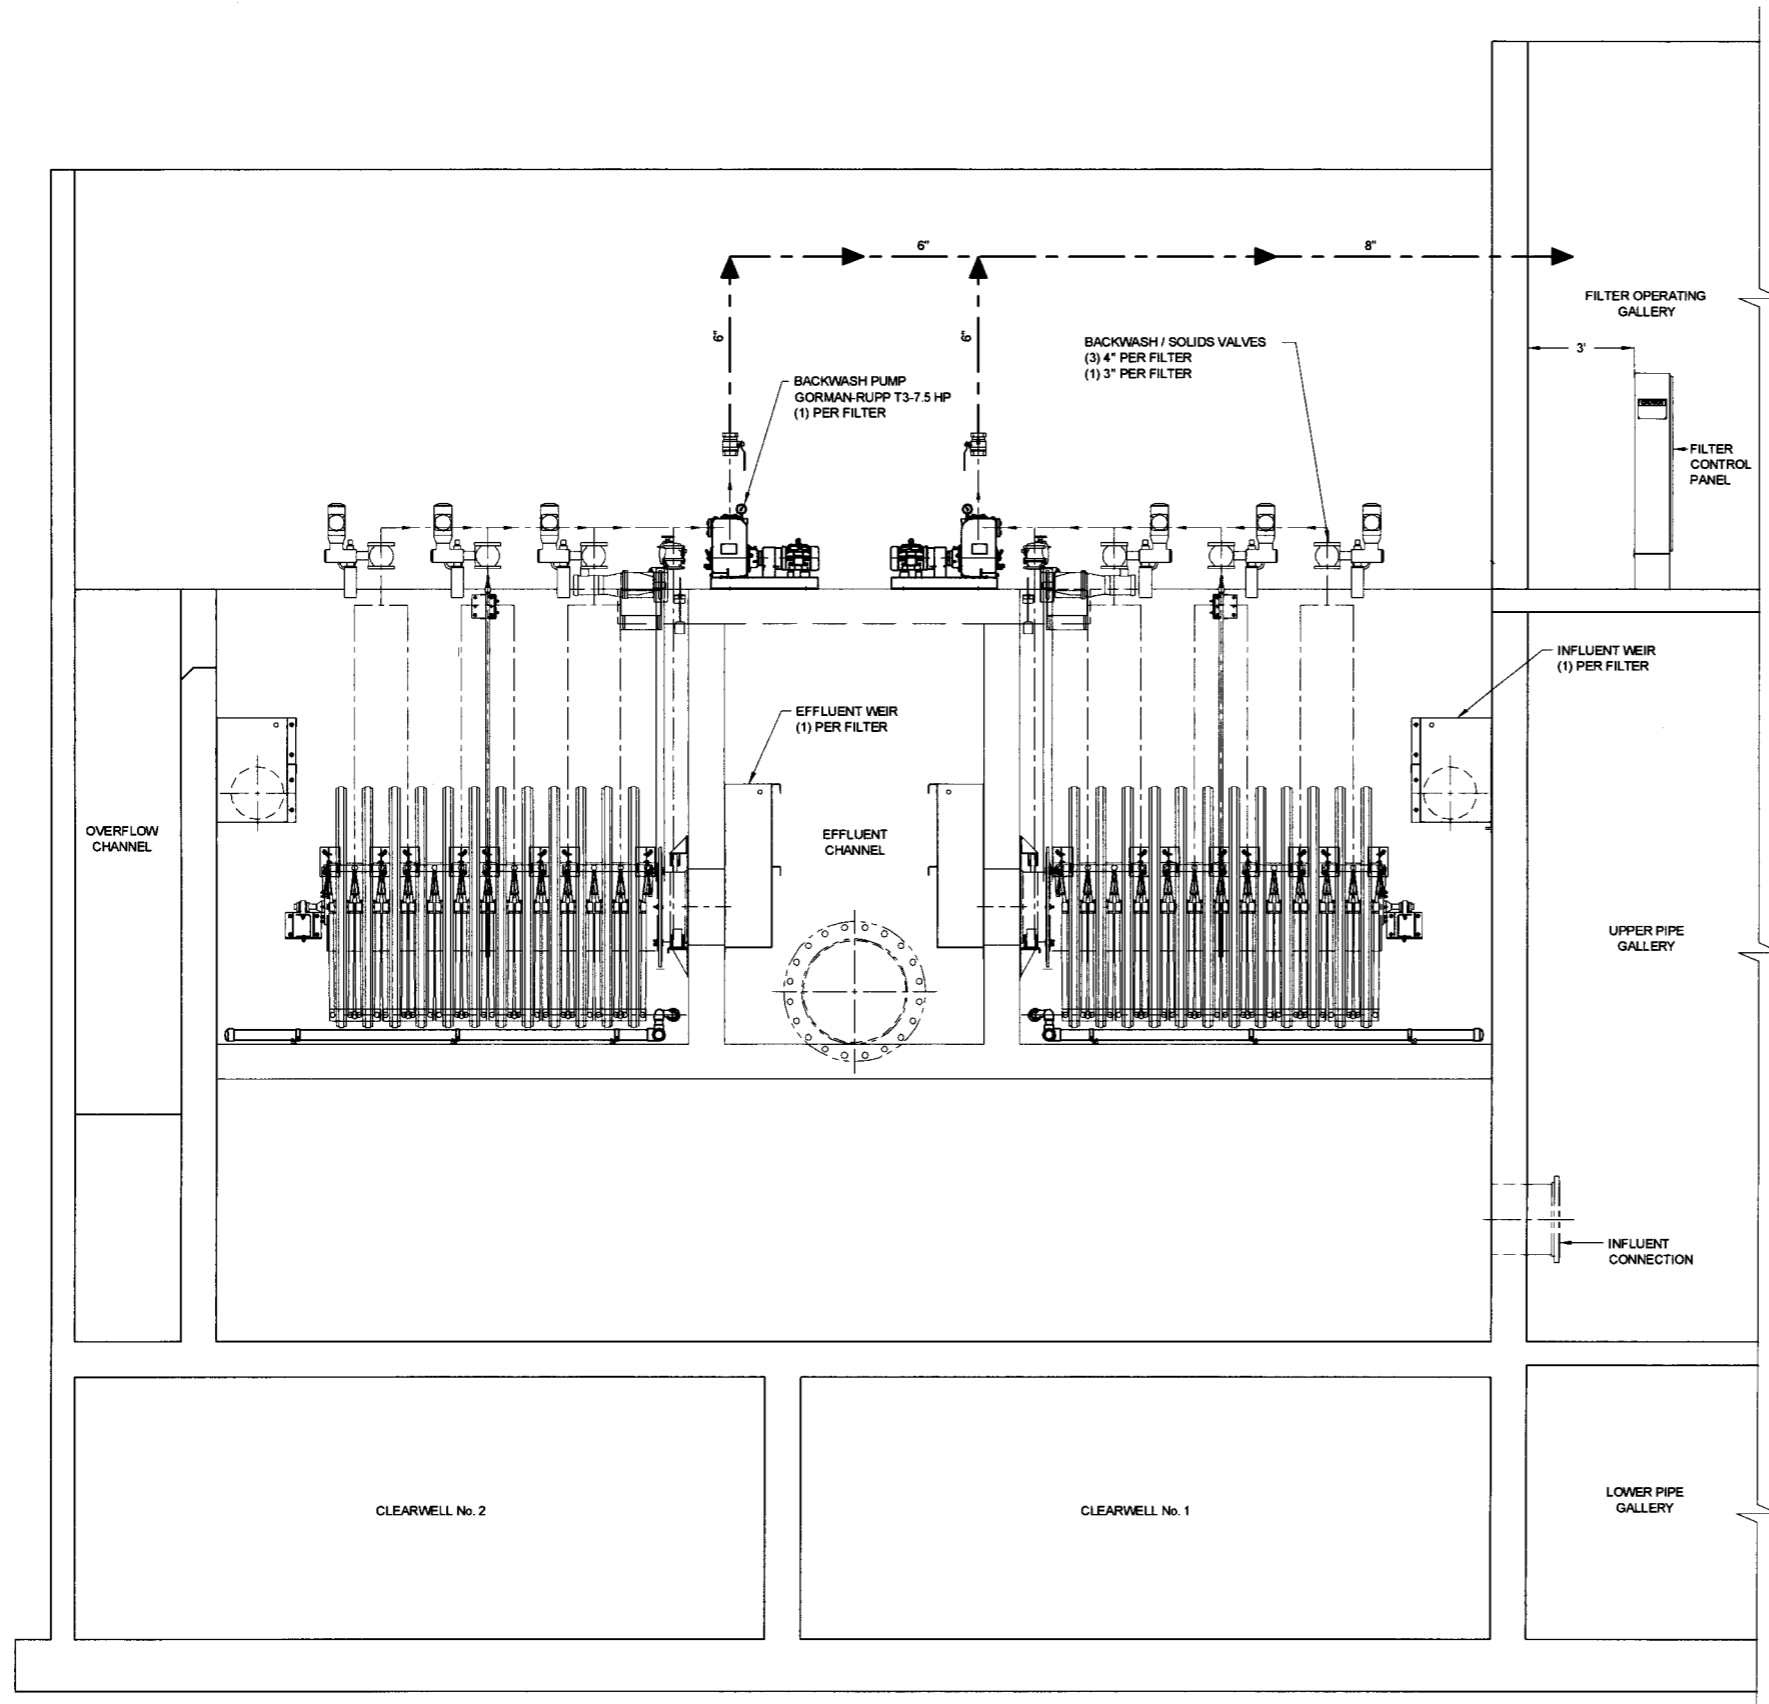 6"
8"
FILTER OPERATING
GALLERY
6"
6"
BACKWASH / SOLIDS VALVES
(3) 4" PER FILTER
(1) 3" PER FILTER
3'
BACKWASH PUMP
GORMAN-RUPP T3-7.5 HP
(1) PER FILTER
FILTER
CONTROL
PANEL
INFLUENT WEIR
(1) PER FILTER
EFFLUENT WEIR
(1) PER FILTER
OVERFLOW
CHANNEL
EFFLUENT
CHANNEL
UPPER PIPE
GALLERY
INFLUENT
CONNECTION
CLEARWELL No. 2
CLEARWELL No. 1
LOWER PIPE
GALLERY